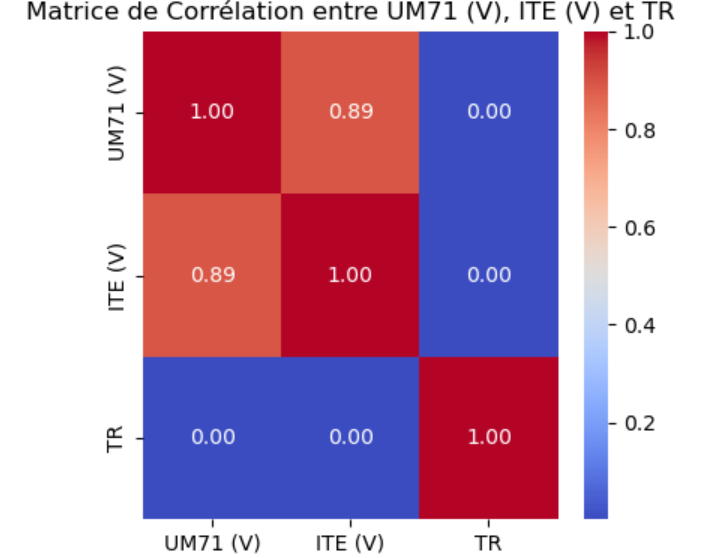 Matrice de Corrélation entre UM71 (V), ITE (V) et TR
UM71 (V)
1.00
0.89
0.00
ITE (V)
0.89
1.00
0.00
TR
0.00
0.00
1.00
UM71 (V)
ITE (V)
TR
1.0
0.8
0.6
0.4
0.2